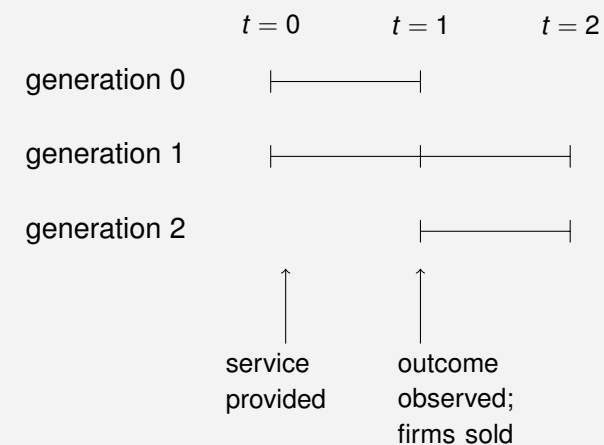 t = 0 t = 1 t = 2
generation 0
generation 1
generation 2
service
provided
outcome
observed;
firms sold